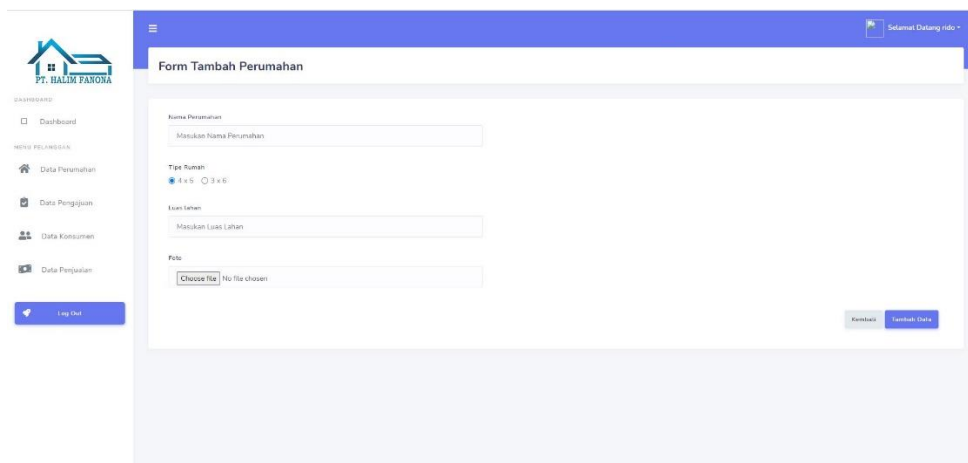 PT. HALIM FANONA
DASHBOARD
Dashboard
MENU PELANGGAN
Data Perumahan
Data Pengajuan
Data Konsumen
Data Penjualan
Log Out
Selamat Datang rido
Form Tambah Perumahan
Nama Perumahan
Masukan Nama Perumahan
Tipe Rumah
4 x 6 3 x 6
Luas lahan
Masukan Luas Lahan
Foto
Choose file No file chosen
Kembali Tambah Data